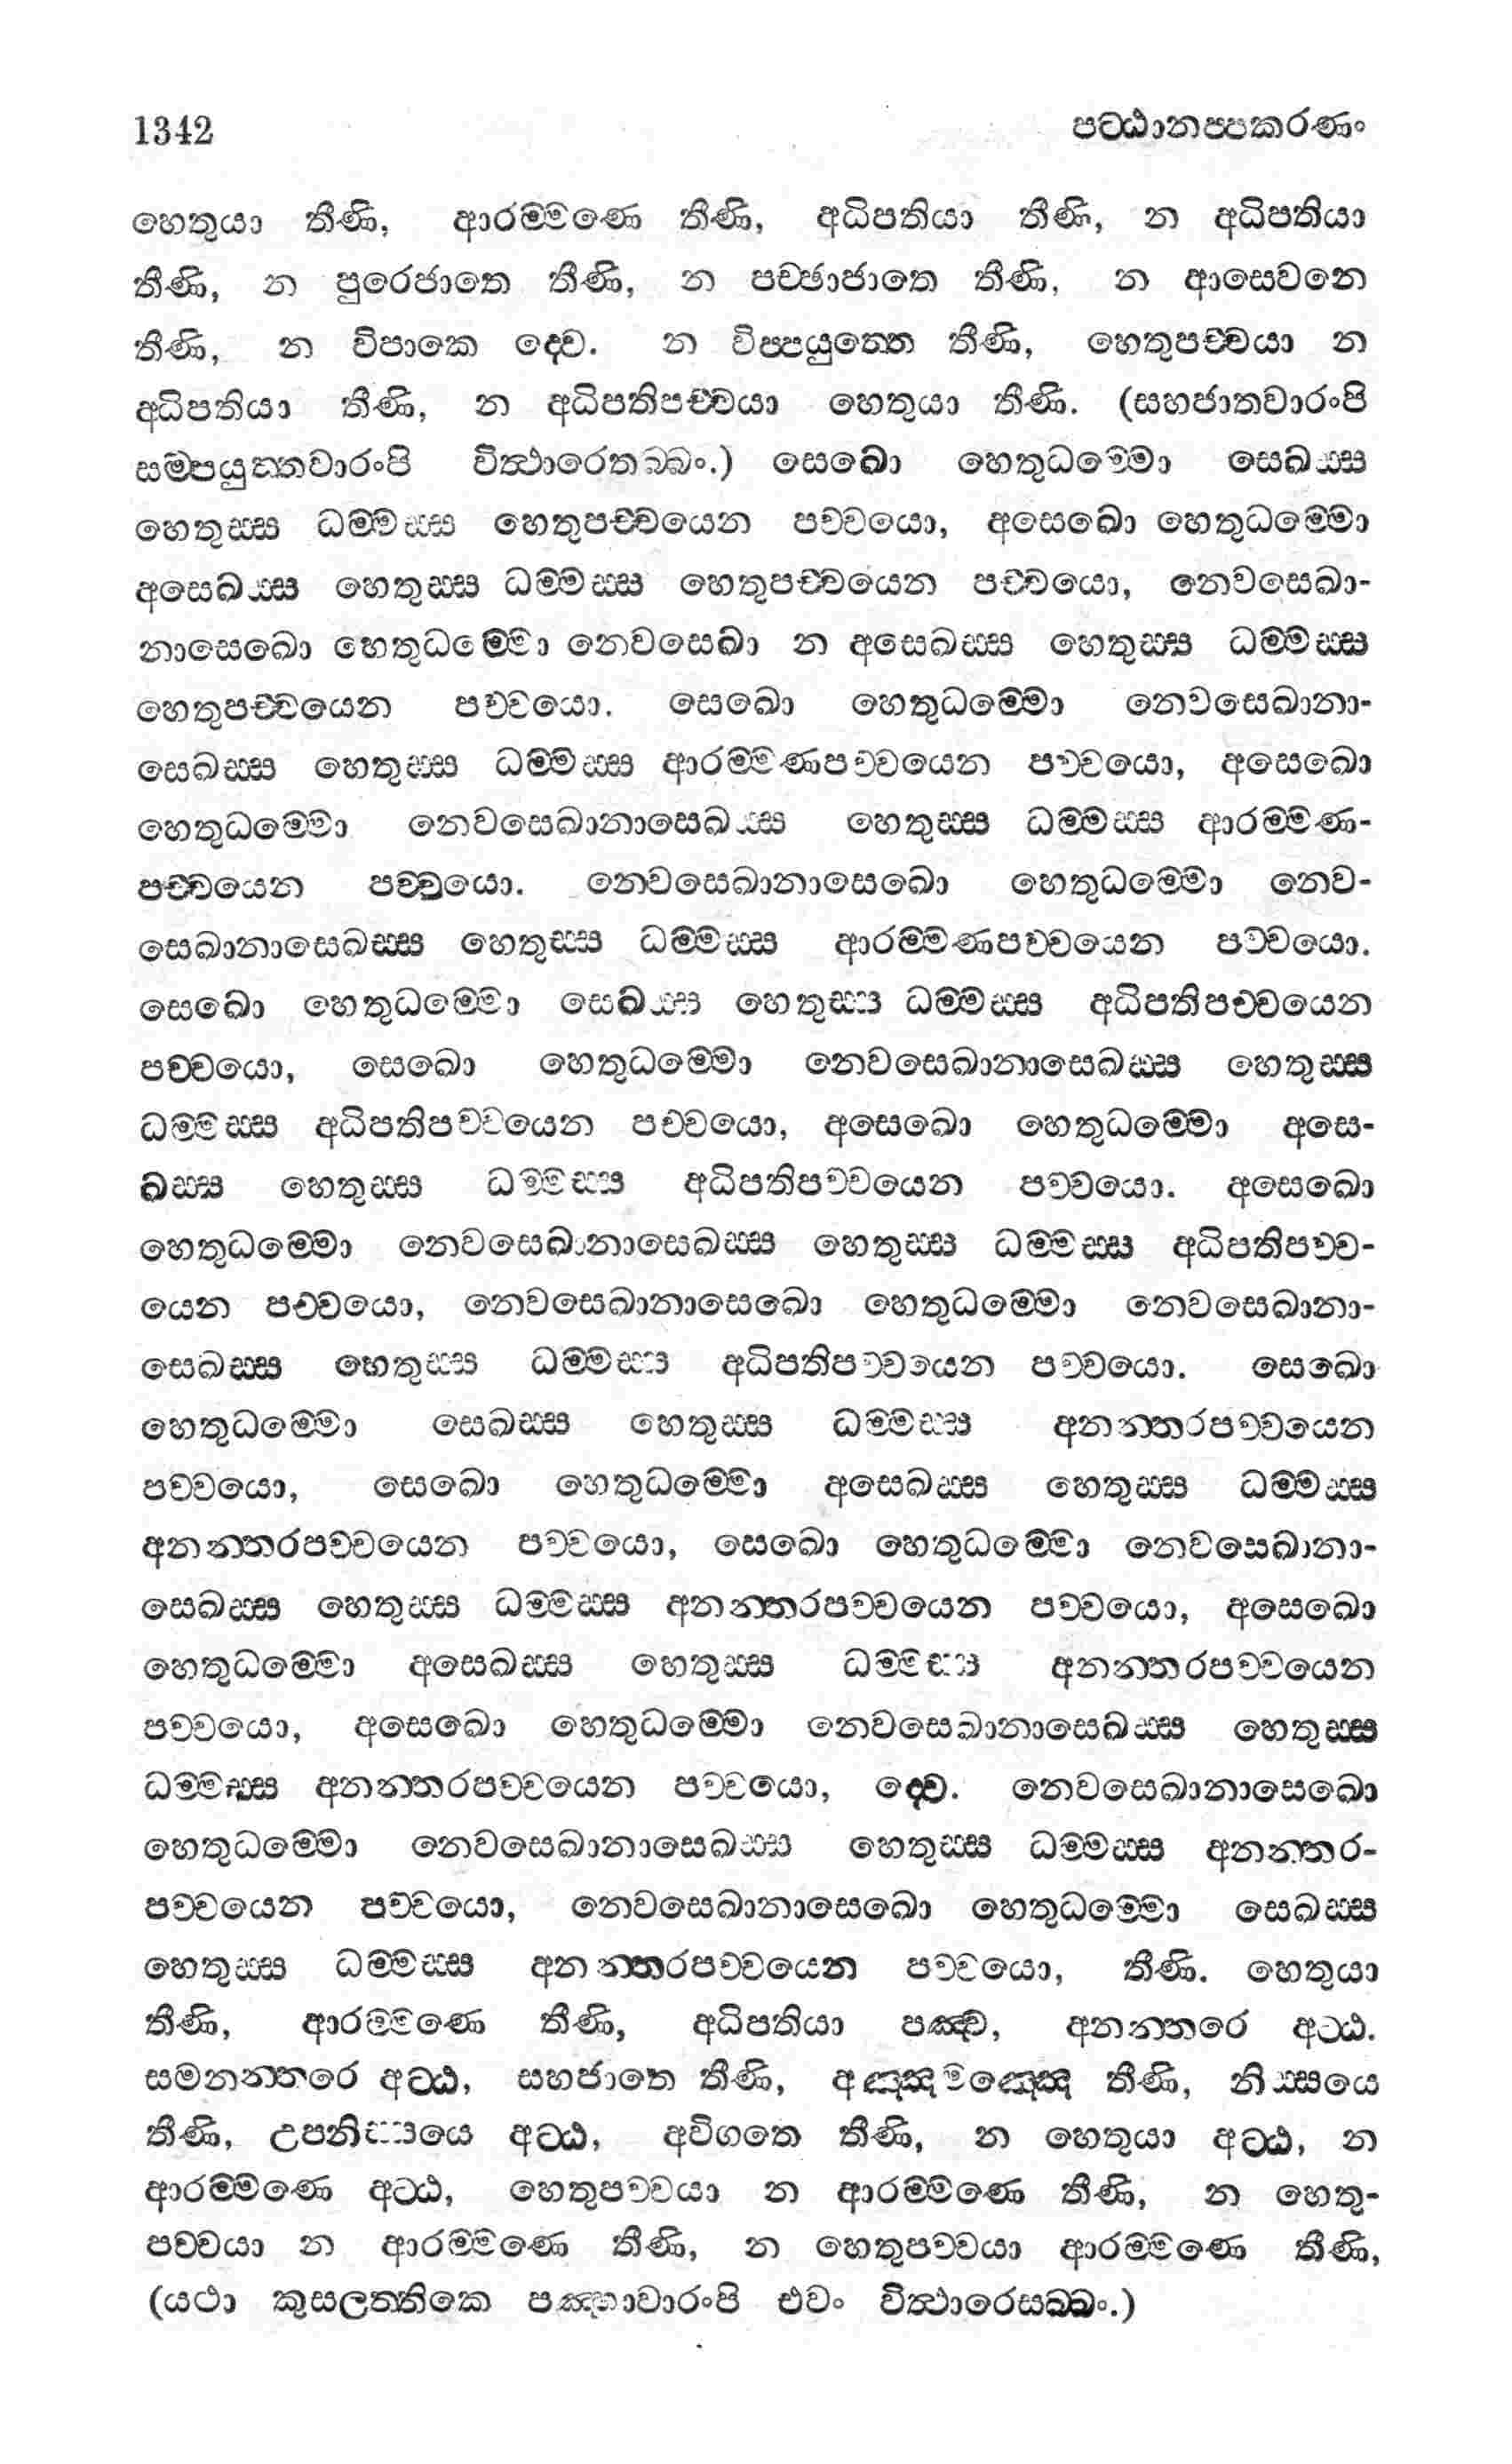 1342 පට්ඨානප්පකරණං
හෙතුයා තීණි, ආරම්මණෙ තීණි, අධිපතියා තීණි, න අධිපතියා
තීණි, න පුරෙජාතෙ තීණි, න පච්ඡාජාතෙ තීණි, න ආසෙවනෙ
තීණි, න විපාකෙ ද්වෙ. න විප්පයුත්තෙ තීණි, හෙතුපච්චයා න
අධිපතියා තීණි, න අධිපතිපච්චයා හෙතුයා තීණි. (සහජාතවාරංපි
සම්පයුත්තවාරංපි විත්ථාරෙතබ්බං.) සෙඛො හෙතුධම්මො සෙඛස්ස
හෙතුස්ස ධම්මස්ස හෙතුපච්චයෙන පච්චයො, අසෙඛො හෙතුධම්මො
අසෙඛස්ස හෙතුස්ස ධම්මස්ස හෙතුපච්චයෙන පච්චයො, නෙවසෙඛා-
නාසෙඛො හෙතුධම්මො නෙවසෙඛා න අසෙඛස්ස හෙතුස්ස ධම්මස්ස
හෙතුපච්චයෙන පච්චයො. සෙඛො හෙතුධම්මො නෙවසෙඛානා-
සෙඛස්ස හෙතුස්ස ධම්මස්ස ආරම්මණපච්චයෙන පච්චයො, අසෙඛො
හෙතුධම්මො නෙවසෙඛානාසෙඛස්ස හෙතුස්ස ධම්මස්ස ආරම්මණ-
පච්චයෙන පච්චයො. නෙවසෙඛානාසෙඛො හෙතුධම්මො නෙව-
සෙඛානාසෙඛස්ස හෙතුස්ස ධම්මස්ස ආරම්මණපච්චයෙන පච්චයො.
සෙඛො හෙතුධම්මො සෙඛස්ස හෙතුස්ස ධම්මස්ස අධිපතිපච්චයෙන
පච්චයො, සෙඛො හෙතුධම්මො නෙවසෙඛානාසෙඛස්ස හෙතුස්ස
ධම්මස්ස අධිපතිපච්චයෙන පච්චයො, අසෙඛො හෙතුධම්මො අසෙ-
ඛස්ස හෙතුස්ස ධම්මස්ස අධිපතිපච්චයෙන පච්චයො. අසෙඛො
හෙතුධම්මො නෙවසෙඛානාසෙඛස්ස හෙතුස්ස ධම්මස්ස අධිපතිපච්ච-
යෙන පච්චයො, නෙවසෙඛානාසෙඛො හෙතුධම්මො නෙවසෙඛානා-
සෙඛස්ස හෙතුස්ස ධම්මස්ස අධිපතිපච්චයෙන පච්චයො. සෙඛො
හෙතුධම්මො සෙඛස්ස හෙතුස්ස ධම්මස්ස අනන්තරපච්චයෙන
පච්චයො, සෙඛො හෙතුධම්මො අසෙඛස්ස හෙතුස්ස ධම්මස්ස
අනන්තරපච්චයෙන පච්චයො, සෙඛො හෙතුධම්මො නෙවසෙඛානා-
සෙඛස්ස හෙතුස්ස ධම්මස්ස අනන්තරපච්චයෙන පච්චයො, අසෙඛො
හෙතුධම්මො අසෙඛස්ස හෙතුස්ස ධම්මස්ස අනන්තරපච්චයෙන
පච්චයො, අසෙඛො හෙතුධම්මො නෙවසෙඛානාසෙඛස්ස හෙතුස්ස
ධම්මස්ස අනන්තරපච්චයෙන පච්චයො, ද්වෙ. නෙවසෙඛානාසෙඛො
හෙතුධම්මො නෙවසෙඛානාසෙඛස්ස හෙතුස්ස ධම්මස්ස අනන්තර-
පච්චයෙන පච්චයො, නෙවසෙඛානාසෙඛො හෙතුධම්මො සෙඛස්ස
හෙතුස්ස ධම්මස්ස අනන්තරපච්චයෙන පච්චයො, තීණි. හෙතුයා
තීණි, ආරම්මණෙ තීණි, අධිපතියා පඤ්ච, අනන්තරෙ අට්ඨ.
සමනන්තරෙ අට්ඨ, සහජාතෙ තීණි, අඤ්ඤමඤ්ඤෙ තීණි, නිස්සයෙ
තීණි, උපනිස්සයෙ අට්ඨ, අවිගතෙ තීණි, න හෙතුයා අට්ඨ, න
ආරම්මණෙ අට්ඨ, හෙතුපච්චයා න ආරම්මණෙ තීණි, න හෙතු-
පච්චයා න ආරම්මණෙ තීණි, න හෙතුපච්චයා ආරම්මණෙ තීණි,
(යථා කුසලත්තිකෙ පඤ්හාවාරංපි එවං විත්ථාරෙසබ්බං.)